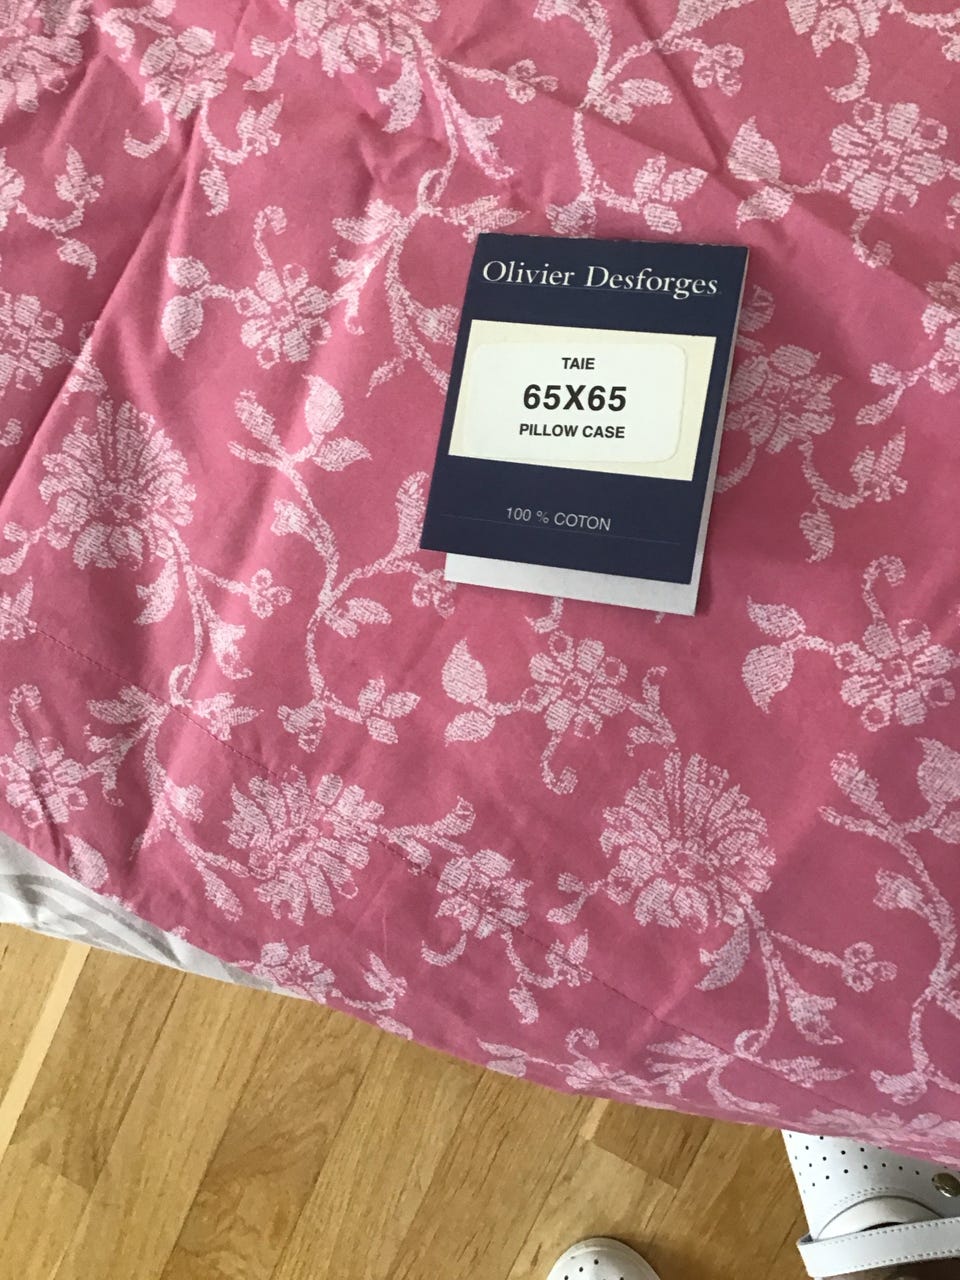 Olivier Desforges
TAIE
65X65
PILLOW CASE
100 % COTON